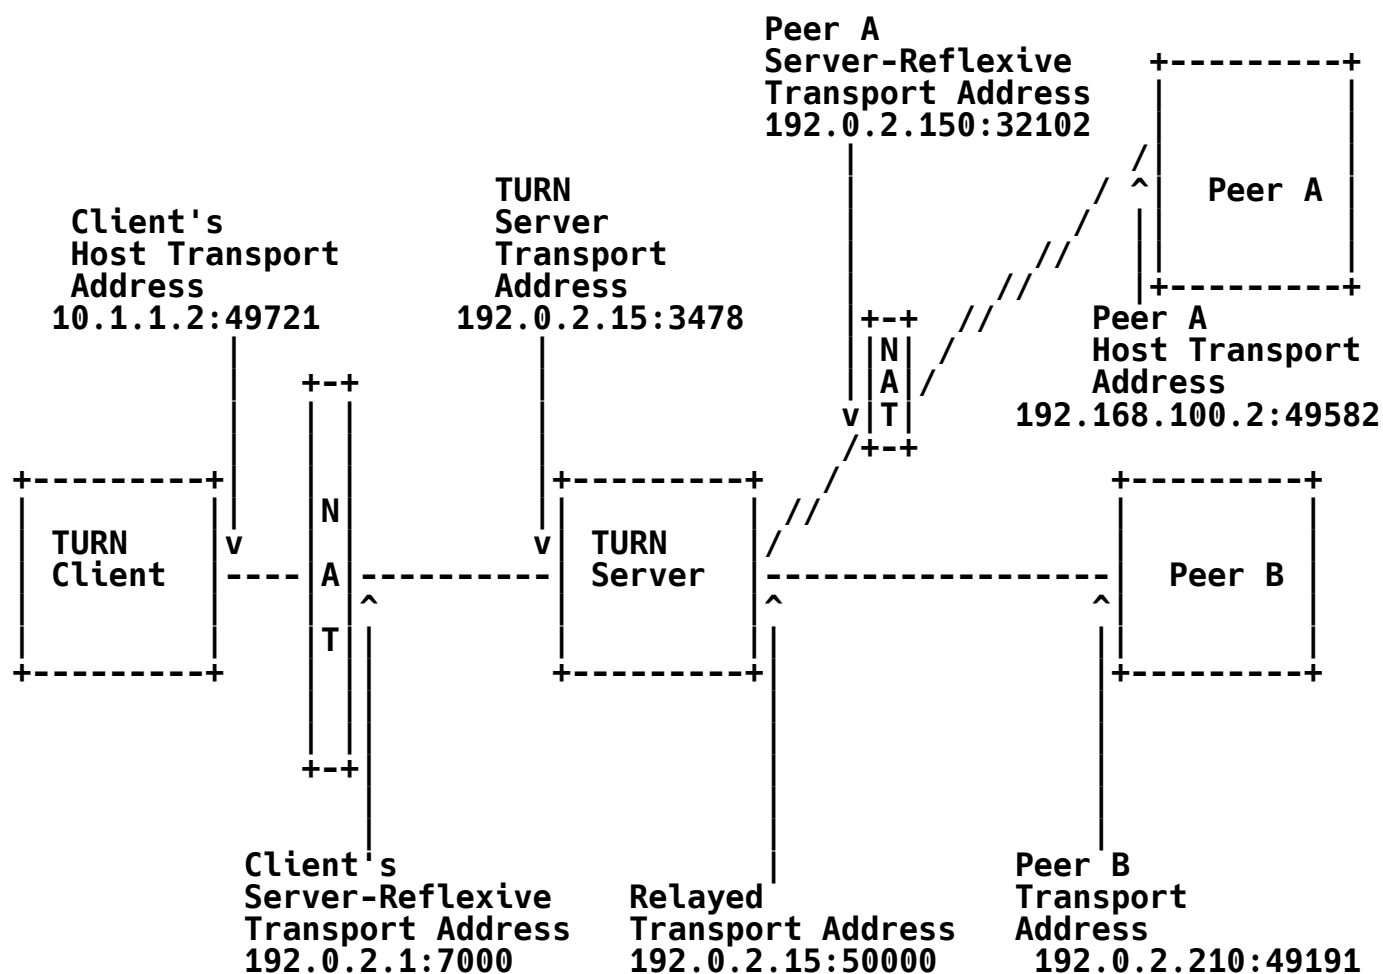 Peer A
Server-Reflexive
Transport Address
192.0.2.150:32102
TURN
Server
Transport
Address
192.0.2.15:3478
Client's
Host Transport
Address
10.1.1.2:49721
Peer A
Peer A
Host Transport
Address
192.168.100.2:49582
N
A
T
N
A
T
TURN
Client
TURN
Server
Peer B
Client's
Server-Reflexive
Transport Address
192.0.2.1:7000
Relayed
Transport Address
192.0.2.15:50000
Peer B
Transport
Address
192.0.2.210:49191